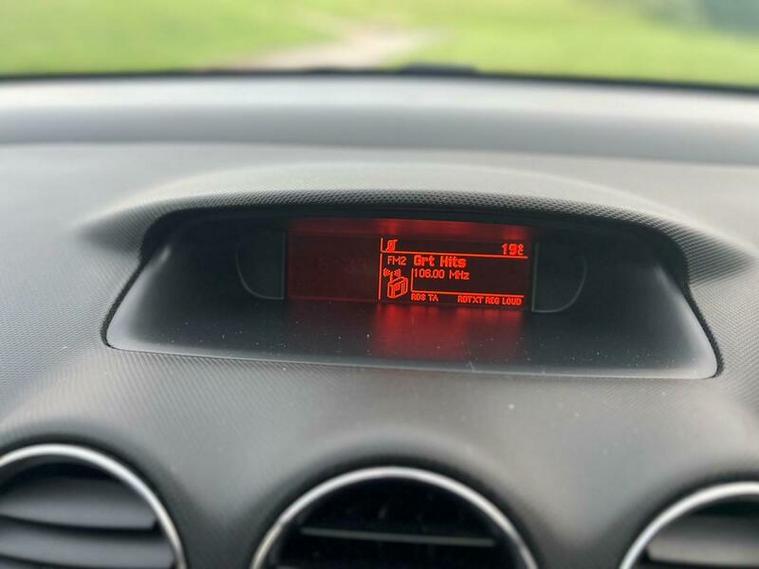 19°C
FM2 Grt Hits
106.00 MHz
RDS TA RDTXT REG LOUD